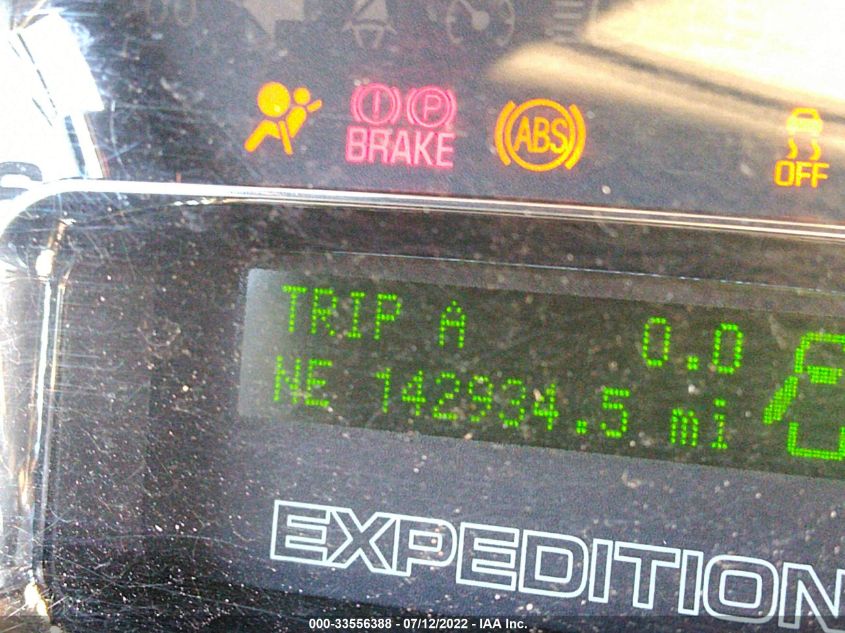 BRAKE
ABS
OFF
TRIP A 0.0
NE 142934.5 mi
EXPEDITION
000-33556388 - 07/12/2022 - IAA Inc.